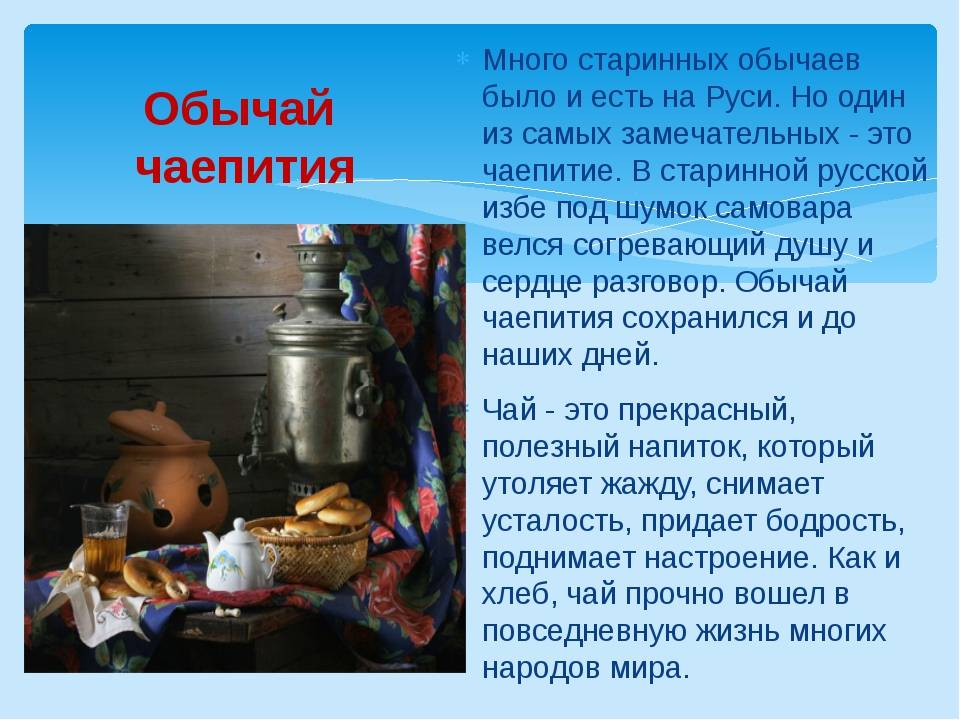 Обычай
чаепития
Много старинных обычаев
было и есть на Руси. Но один
из самых замечательных - это
чаепитие. В старинной русской
избе под шумок самовара
велся согревающий душу и
сердце разговор. Обычай
чаепития сохранился и до
наших дней.
Чай - это прекрасный,
полезный напиток, который
утоляет жажду, снимает
усталость, придает бодрость,
поднимает настроение. Как и
хлеб, чай прочно вошел в
повседневную жизнь многих
народов мира.